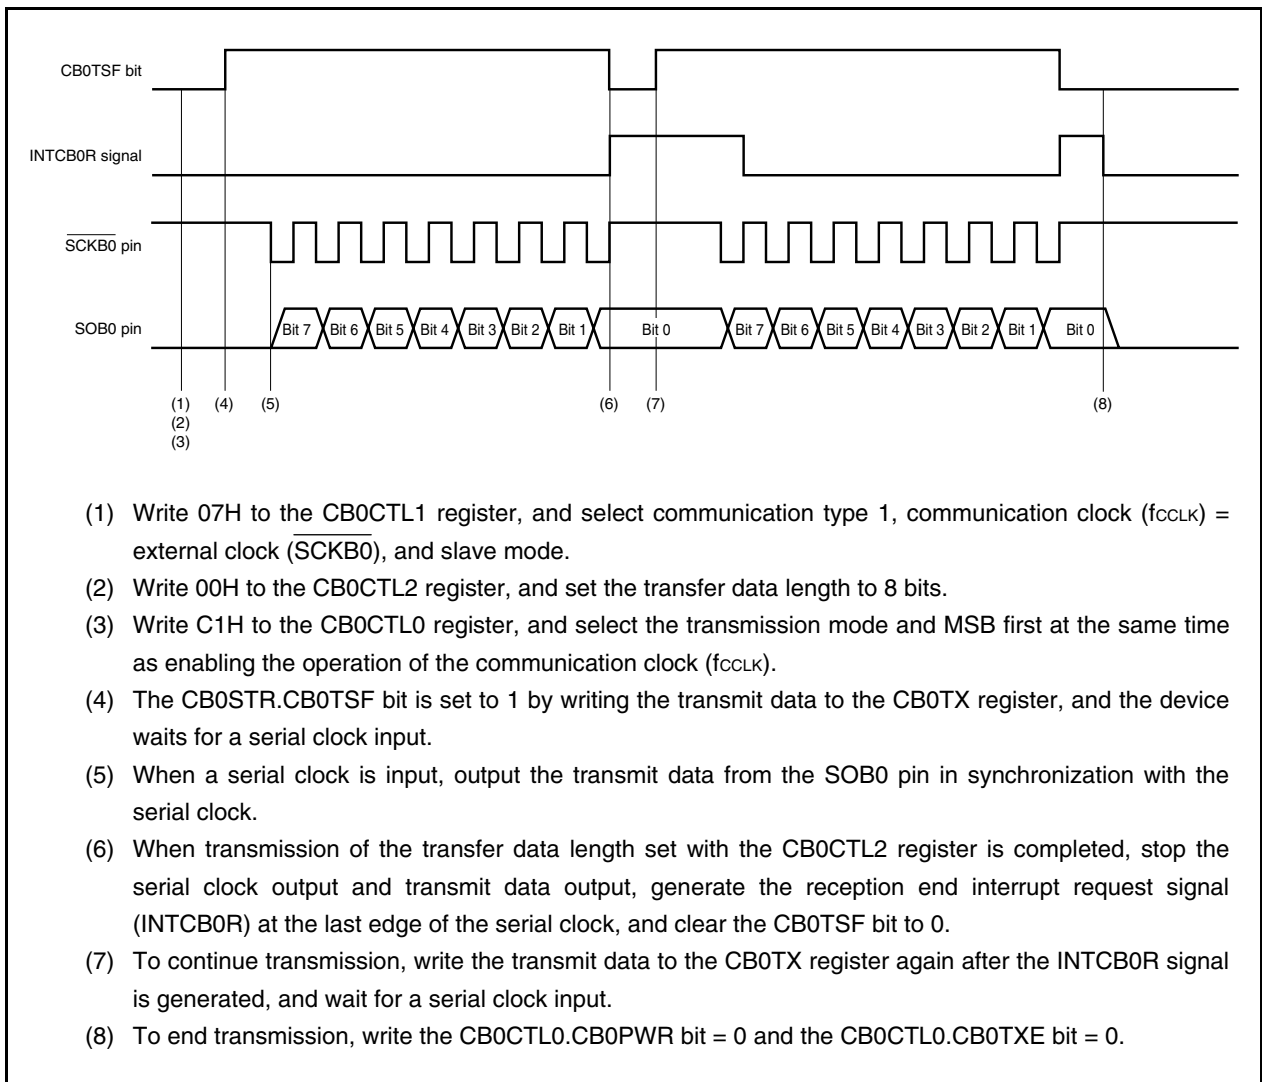 CB0TSF bit
INTCB0R signal
SCKB0 pin
SOB0 pin
Bit 7 Bit 6 Bit 5 Bit 4 Bit 3 Bit 2 Bit 1 Bit 0 Bit 7 Bit 6 Bit 5 Bit 4 Bit 3 Bit 2 Bit 1 Bit 0
(1) (4) (5) (6) (7) (8)
(2)
(3)
(1) Write 07H to the CB0CTL1 register, and select communication type 1, communication clock (fCCLK) =
external clock (SCKB0), and slave mode.
(2) Write 00H to the CB0CTL2 register, and set the transfer data length to 8 bits.
(3) Write C1H to the CB0CTL0 register, and select the transmission mode and MSB first at the same time
as enabling the operation of the communication clock (fCCLK).
(4) The CB0STR.CB0TSF bit is set to 1 by writing the transmit data to the CB0TX register, and the device
waits for a serial clock input.
(5) When a serial clock is input, output the transmit data from the SOB0 pin in synchronization with the
serial clock.
(6) When transmission of the transfer data length set with the CB0CTL2 register is completed, stop the
serial clock output and transmit data output, generate the reception end interrupt request signal
(INTCB0R) at the last edge of the serial clock, and clear the CB0TSF bit to 0.
(7) To continue transmission, write the transmit data to the CB0TX register again after the INTCB0R signal
is generated, and wait for a serial clock input.
(8) To end transmission, write the CB0CTL0.CB0PWR bit = 0 and the CB0CTL0.CB0TXE bit = 0.